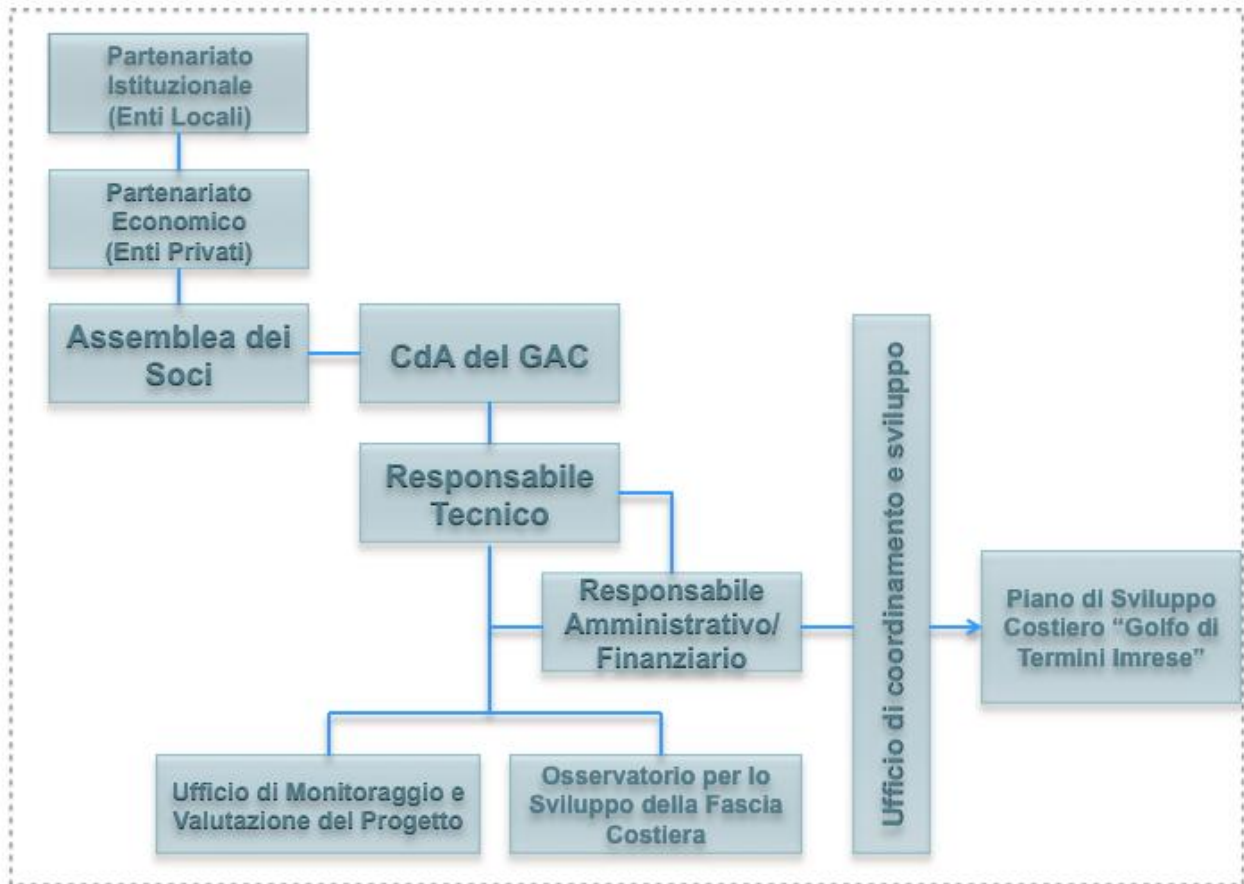 Partenariato
Istituzionale
(Enti Locali)
Partenariato
Economico
(Enti Privati)
Assemblea dei
Soci
CdA del GAC
Responsabile
Tecnico
Responsabile
Amministrativo/
Finanziario
Ufficio di coordinamento e sviluppo
Piano di Sviluppo
Costiero “Golfo di
Termini Imrese”
Ufficio di Monitoraggio e
Valutazione del Progetto
Osservatorio per lo
Sviluppo della Fascia
Costiera